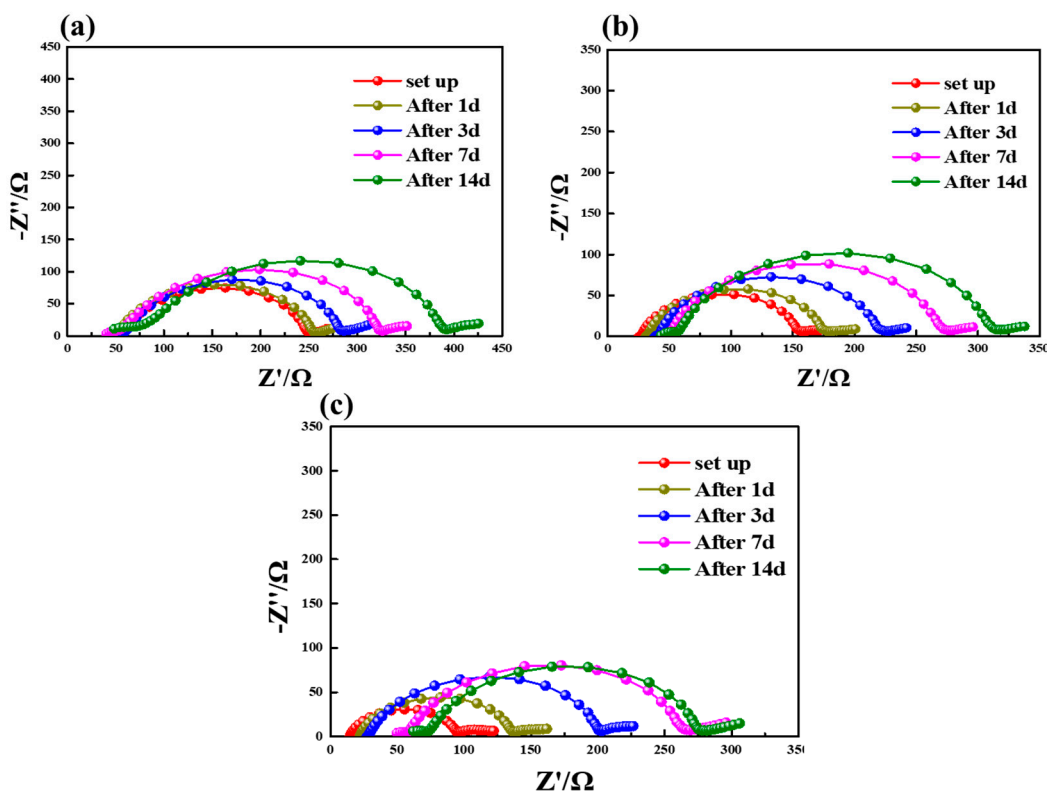 (a)
450
400
350
300
250
200
150
100
50
0
-Z''/Ω
set up
After 1d
After 3d
After 7d
After 14d
0 50 100 150 200 250 300 350 400 450
Z'/Ω
(b)
350
300
250
200
150
100
50
0
-Z''/Ω
set up
After 1d
After 3d
After 7d
After 14d
0 50 100 150 200 250 300 350
Z'/Ω
(c)
350
300
250
200
150
100
50
0
-Z''/Ω
set up
After 1d
After 3d
After 7d
After 14d
0 50 100 150 200 250 300 35
Z'/Ω